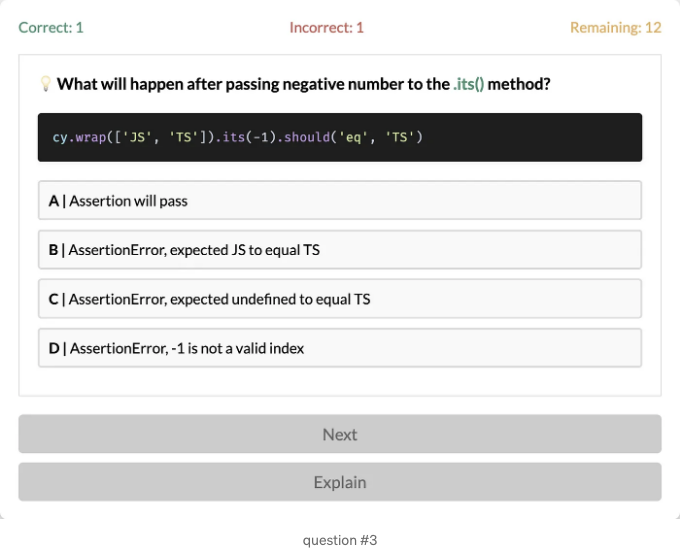 Correct: 1
Incorrect: 1
Remaining: 12
💡 What will happen after passing negative number to the .its() method?
cy.wrap(['JS', 'TS']).its(-1).should('eq', 'TS')
A | Assertion will pass
B | AssertionError, expected JS to equal TS
C | AssertionError, expected undefined to equal TS
D | AssertionError, -1 is not a valid index
Next
Explain
question #3